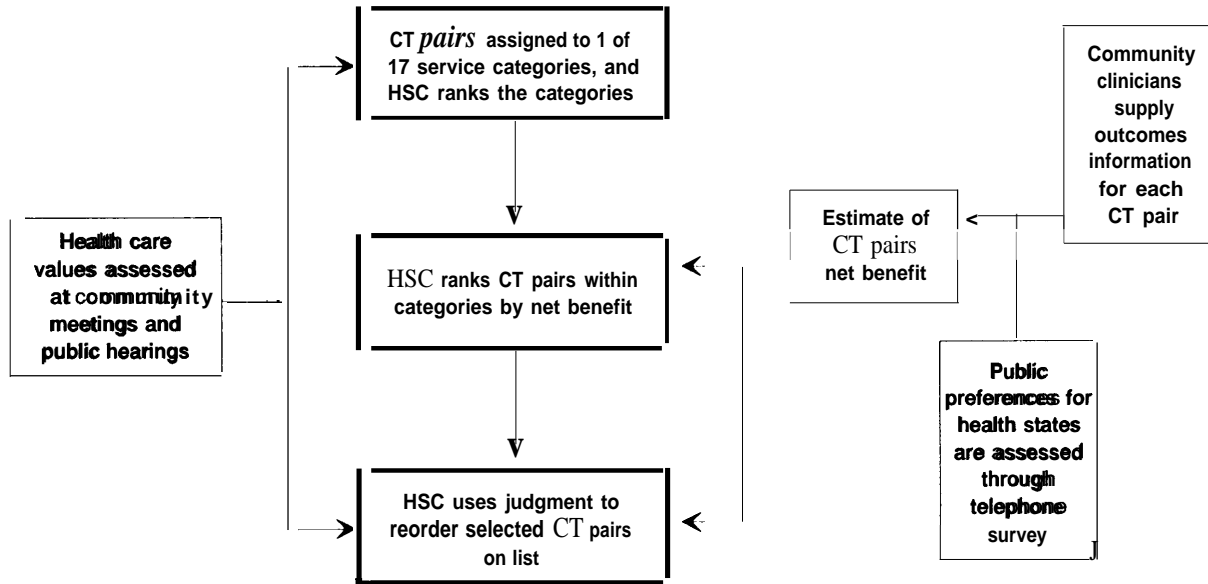 CT pairs assigned to 1 of
17 service categories, and
HSC ranks the categories
Community
clinicians
supply
outcomes
information
for each
CT pair
Estimate of
CT pairs
net benefit
Health care
values assessed
at community
meetings and
public hearings
HSC ranks CT pairs within
categories by net benefit
Public
preferences for
health states
are assessed
through
telephone
survey
HSC uses judgment to
reorder selected CT pairs
on list